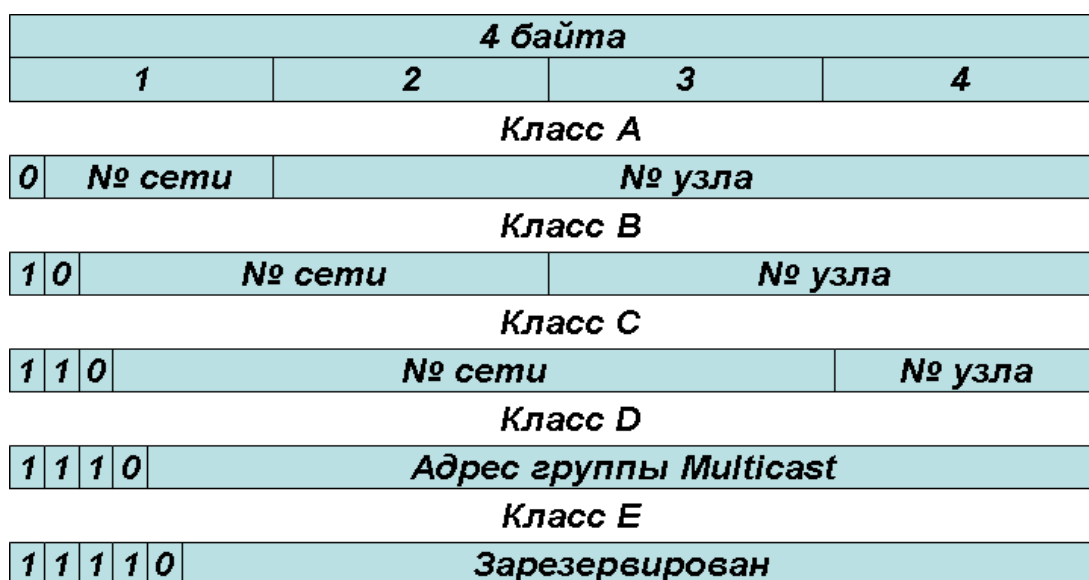 4 байта
1 2 3 4
Класс A
0 № сети № узла
Класс B
1 0 № сети № узла
Класс C
1 1 0 № сети № узла
Класс D
1 1 1 0 Адрес группы Multicast
Класс E
1 1 1 1 0 Зарезервирован